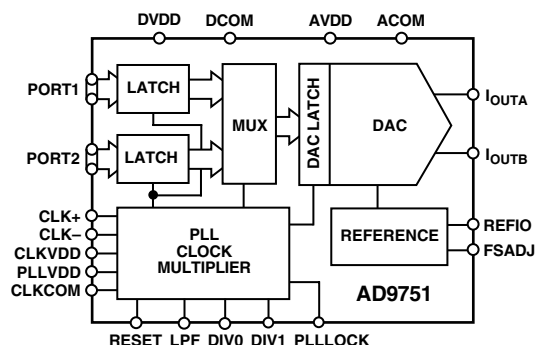 DVDD DCOM AVDD ACOM
PORT1
LATCH
MUX
DAC LATCH
DAC
IOUTA
PORT2
LATCH
IOUTB
CLK+
CLK–
CLKVDD
PLLVDD
CLKCOM
PLL
CLOCK
MULTIPLIER
REFERENCE
REFIO
FSADJ
AD9751
RESET LPF DIV0 DIV1 PLLLOCK